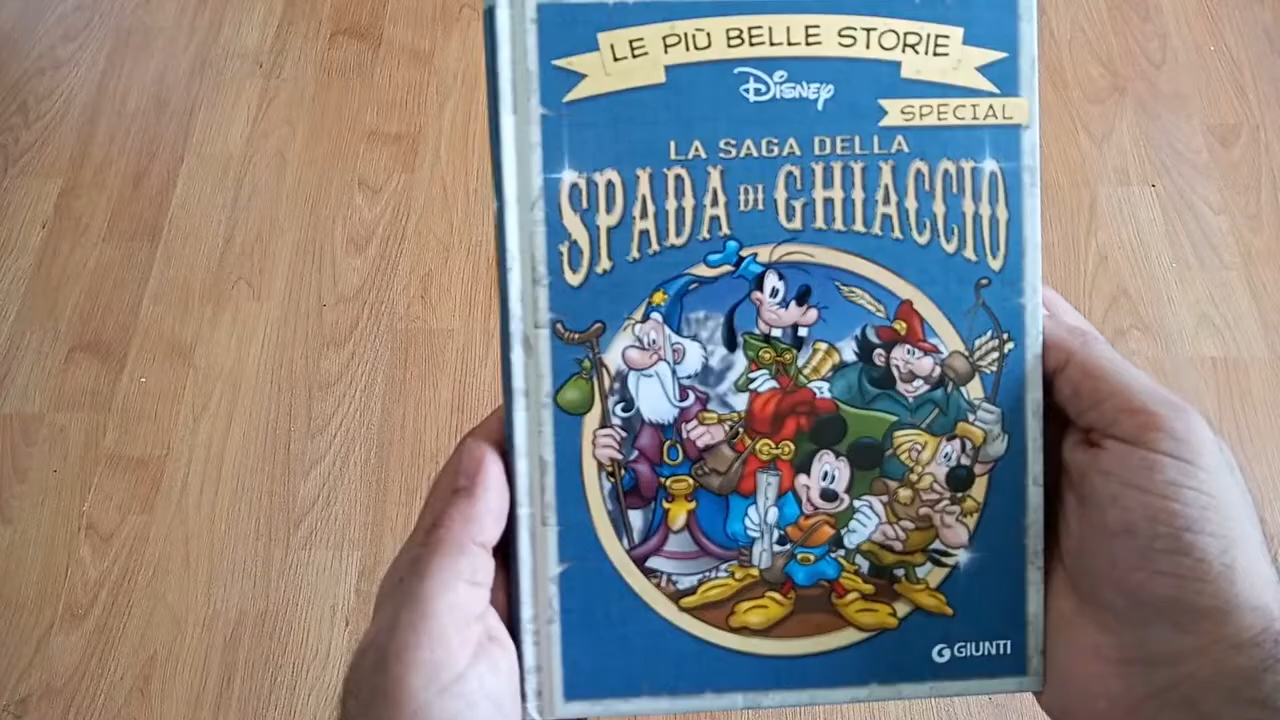 LE PIÙ BELLE STORIE
DISNEY
SPECIAL
LA SAGA DELLA
SPADA DI GHIACCIO
GIUNTI